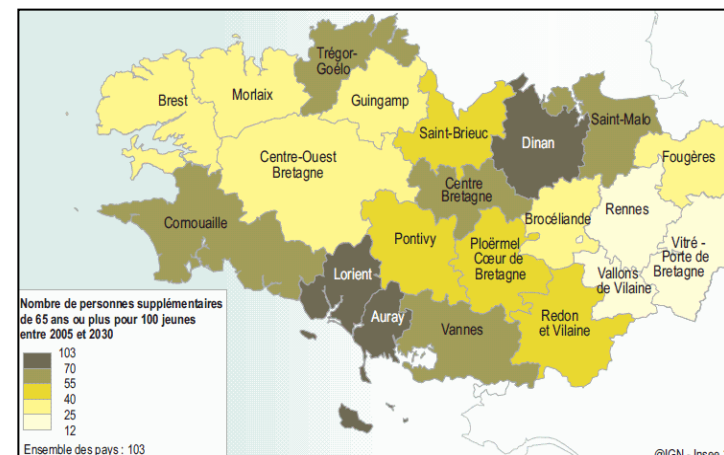 Trégor-
Goëlo
Brest
Morlaix
Guingamp
Saint-Brieuc
Saint-Malo
Dinan
Fougères
Centre-Ouest
Bretagne
Centre
Bretagne
Cornouaille
Brocéliande
Rennes
Pontivy
Ploërmel
Cœur de
Bretagne
Vitré -
Porte de
Bretagne
Lorient
Vallons
de Vilaine
Auray
Vannes
Redon
et Vilaine
Nombre de personnes supplémentaires
de 65 ans ou plus pour 100 jeunes
entre 2005 et 2030
103
70
55
40
25
12
Ensemble des pays : 103
@IGN - Insee